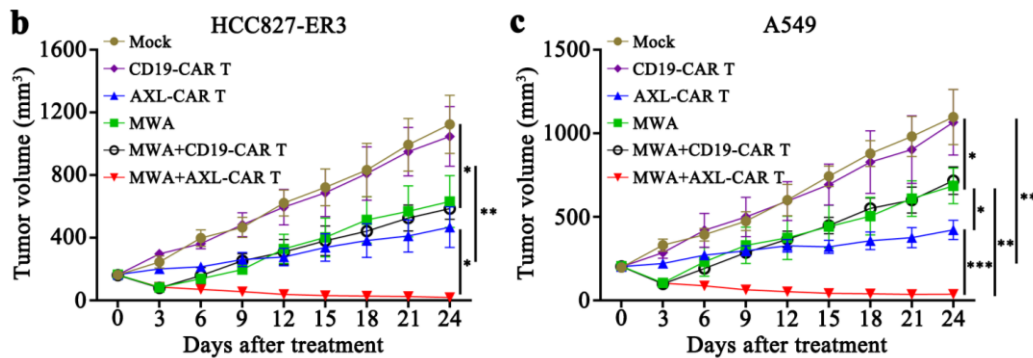 b
HCC827-ER3
Tumor volume (mm³)
1600
1200
800
400
0
Mock
CD19-CAR T
AXL-CAR T
MWA
MWA+CD19-CAR T
MWA+AXL-CAR T
*
**
*
0 3 6 9 12 15 18 21 24
Days after treatment
c
A549
Tumor volume (mm³)
1500
1000
500
0
Mock
CD19-CAR T
AXL-CAR T
MWA
MWA+CD19-CAR T
MWA+AXL-CAR T
*
*
***
**
**
0 3 6 9 12 15 18 21 24
Days after treatment